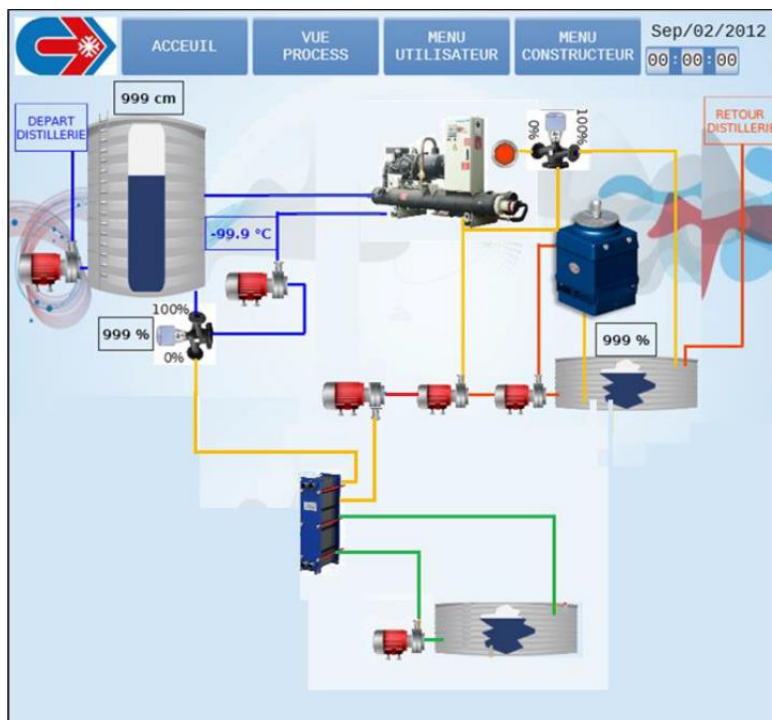 ACCEUIL
VUE
PROCESS
MENU
UTILISATEUR
MENU
CONSTRUCTEUR
Sep/02/2012
00:00:00
999 cm
DEPART
DISTILLERIE
0%
100%
RETOUR
DISTILLERIE
-99.9 °C
100%
999 %
0%
999 %